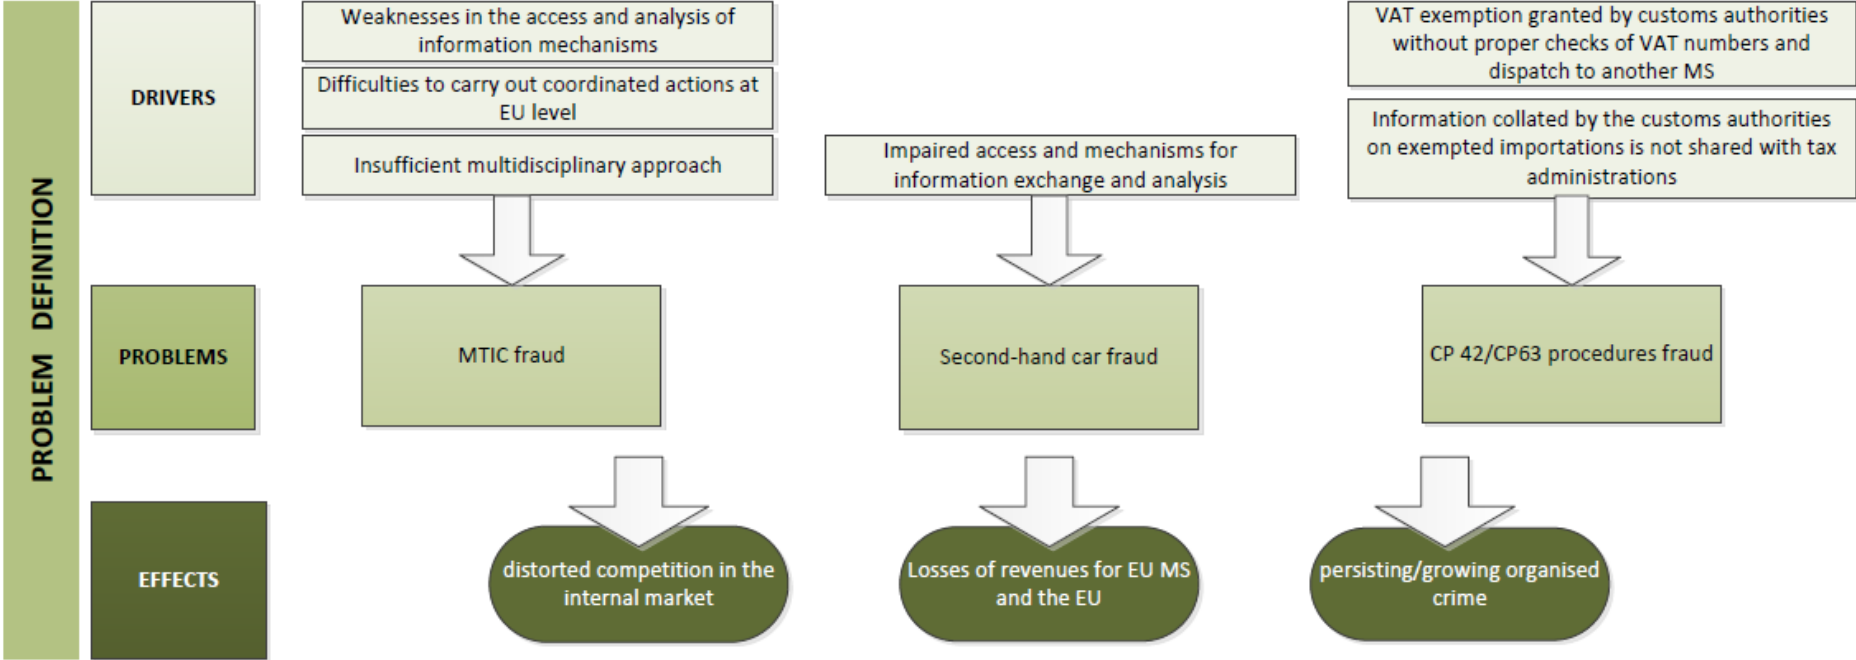 PROBLEM DEFINITION
DRIVERS
Weaknesses in the access and analysis of
information mechanisms
Difficulties to carry out coordinated actions at
EU level
Insufficient multidisciplinary approach
Impaired access and mechanisms for
information exchange and analysis
VAT exemption granted by customs authorities
without proper checks of VAT numbers and
dispatch to another MS
Information collated by the customs authorities
on exempted importations is not shared with tax
administrations
PROBLEMS
MTIC fraud
Second-hand car fraud
CP 42/CP63 procedures fraud
EFFECTS
distorted competition in the
internal market
Losses of revenues for EU MS
and the EU
persisting/growing organised
crime